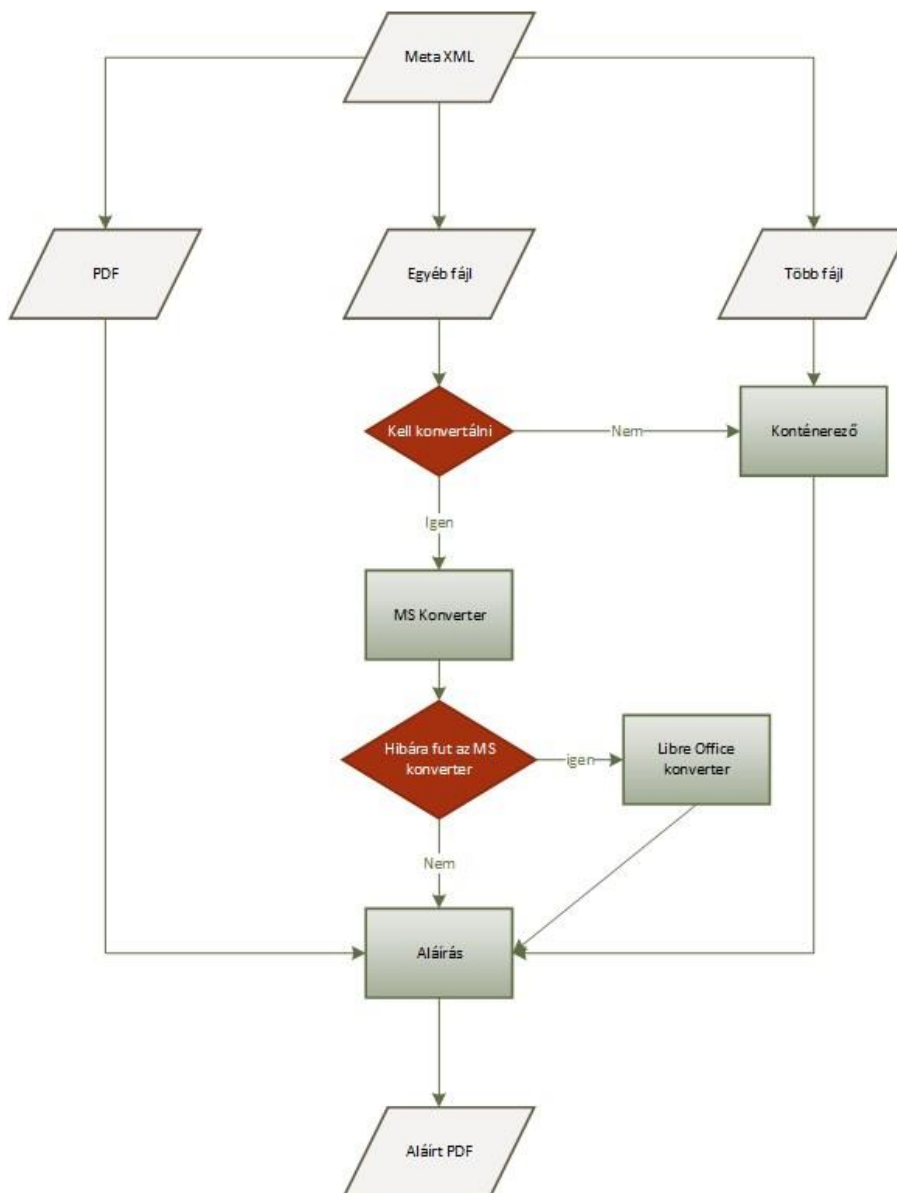 Meta XML
PDF
Egyéb fájl
Több fájl
Kell konvertálni
Nem
Konténerező
Igen
MS Konverter
Hibára fut az MS
konverter
igen
Libre Office
konverter
Nem
Aláírás
Aláírt PDF